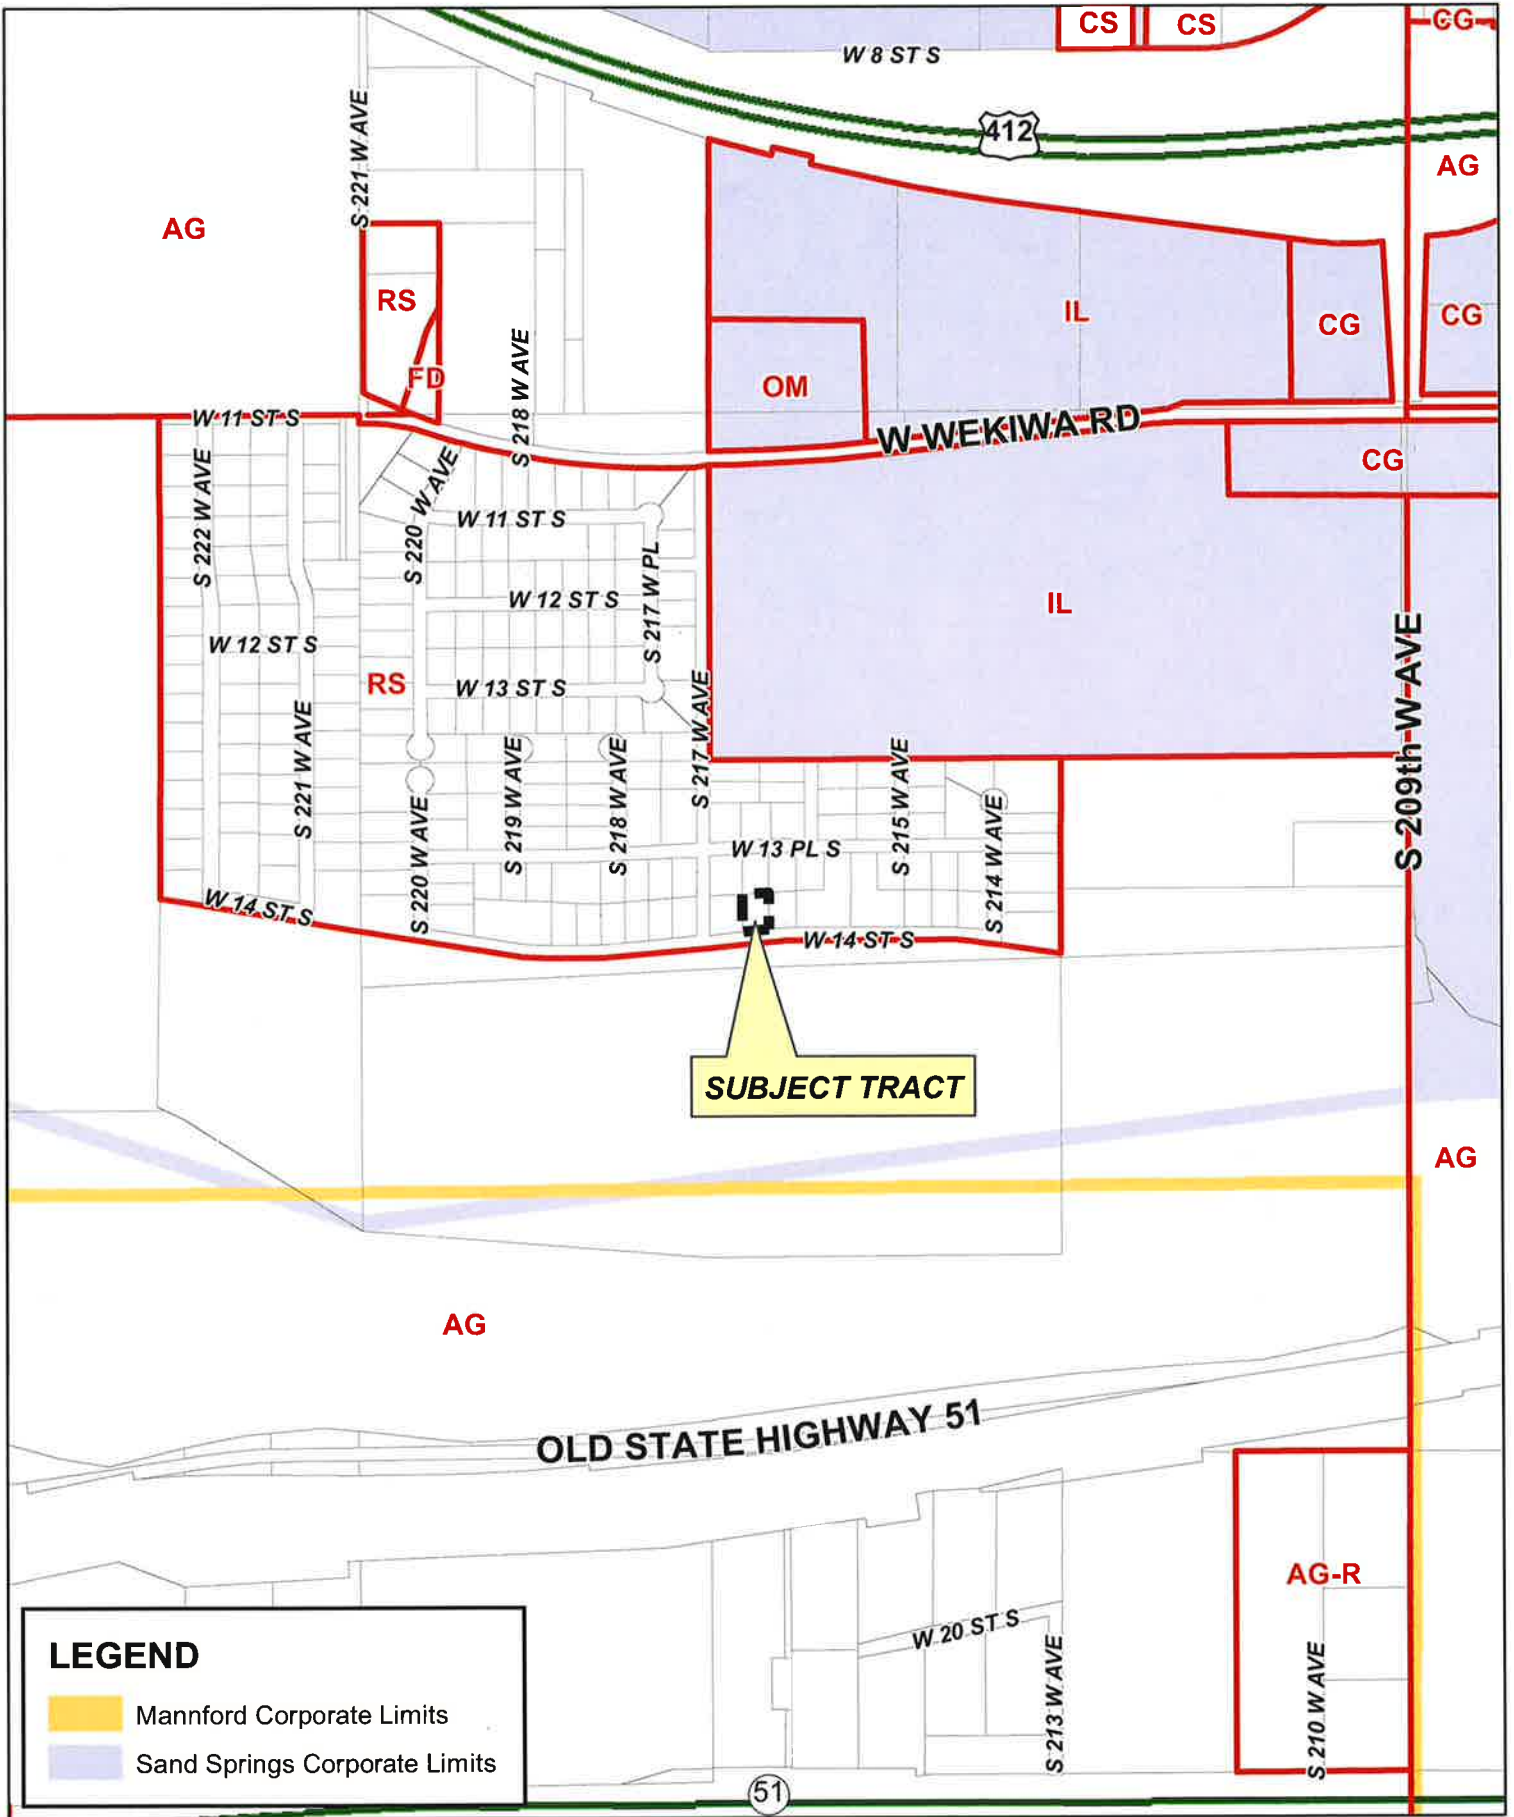 CS
CS
CG
W 8 ST S
412
S 221 W AVE
AG
AG
RS
IL
CG
CG
FD
S 218 W AVE
OM
W 11 ST S
W WEKIWA RD
CG
S 222 W AVE
S 220 W AVE
W 11 ST S
S 217 W PL
W 12 ST S
IL
W 12 ST S
RS
W 13 ST S
S 217 W AVE
S 209th W AVE
S 221 W AVE
S 219 W AVE
S 218 W AVE
S 215 W AVE
S 220 W AVE
W 13 PL S
S 214 W AVE
W 14 ST S
W 14 ST S
SUBJECT TRACT
AG
AG
OLD STATE HIGHWAY 51
AG-R
W 20 ST S
S 213 W AVE
S 210 W AVE
LEGEND
Mannford Corporate Limits
Sand Springs Corporate Limits
51